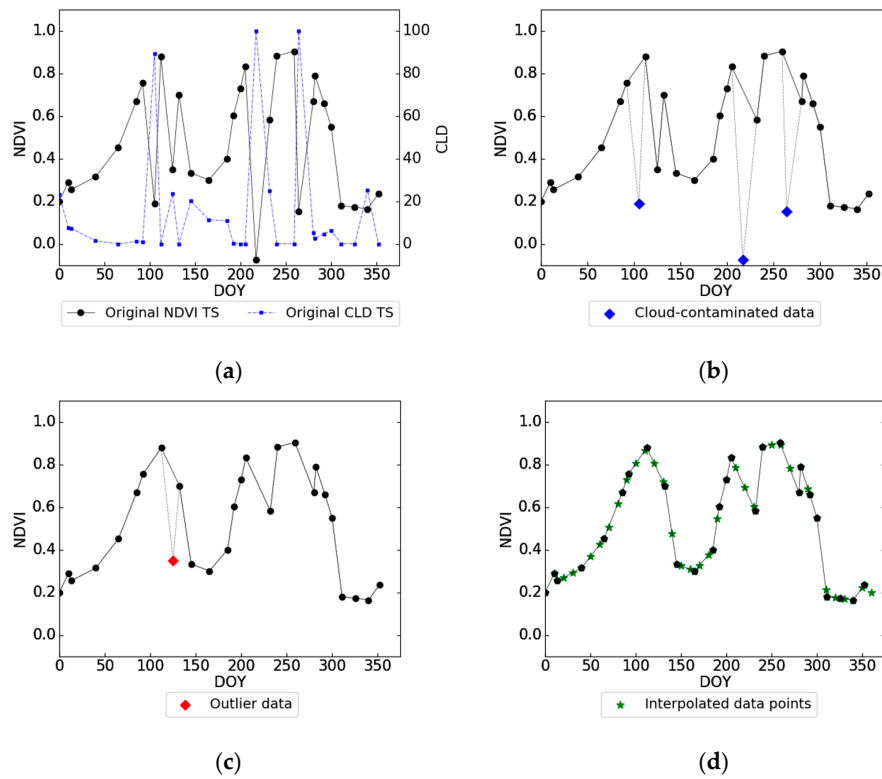 1.0
0.8
0.6
0.4
0.2
0.0
NDVI
100
80
60
40
20
0
CLD
0 50 100 150 200 250 300 350
DOY
Original NDVI TS Original CLD TS
(a)
1.0
0.8
0.6
0.4
0.2
0.0
NDVI
0 50 100 150 200 250 300 350
DOY
Cloud-contaminated data
(b)
1.0
0.8
0.6
0.4
0.2
0.0
NDVI
0 50 100 150 200 250 300 350
DOY
Outlier data
(c)
1.0
0.8
0.6
0.4
0.2
0.0
NDVI
0 50 100 150 200 250 300 350
DOY
Interpolated data points
(d)